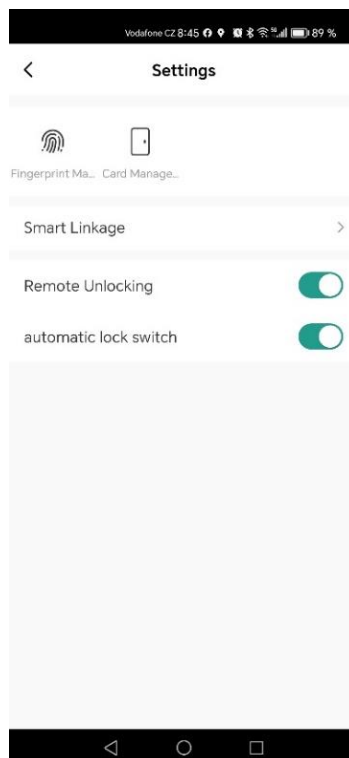 Vodafone CZ 8:45 89 %
Settings
Fingerprint Ma... Card Manage...
Smart Linkage
Remote Unlocking
automatic lock switch